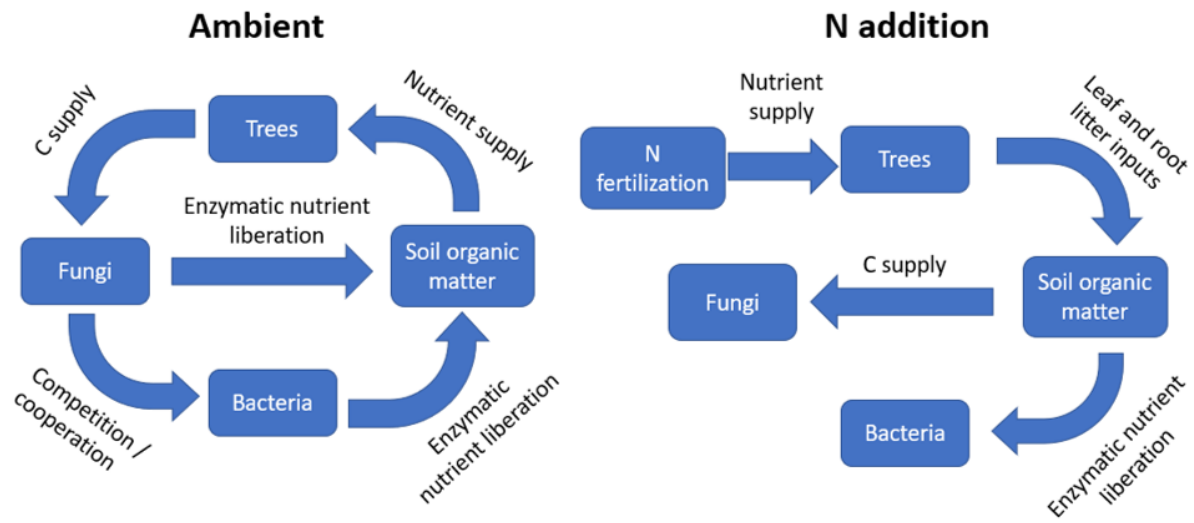 Ambient
C supply
Trees
Nutrient supply
Enzymatic nutrient
liberation
Fungi
Soil organic
matter
Competition /
cooperation
Bacteria
Enzymatic
nutrient liberation
N addition
Nutrient
supply
Leaf and root
litter inputs
N
fertilization
Trees
C supply
Fungi
Soil organic
matter
Bacteria
Enzymatic nutrient
liberation